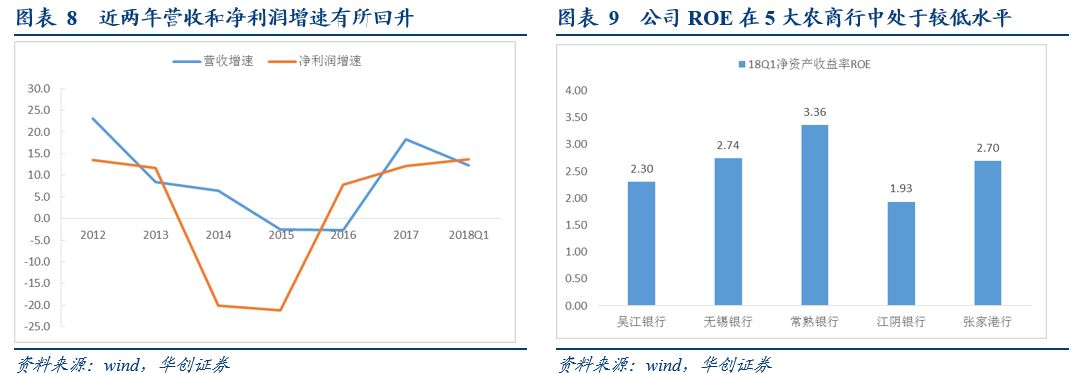 图表 8 近两年营收和净利润增速有所回升
营收增速 净利润增速
30.0
25.0
20.0
15.0
10.0
5.0
0.0
-5.0
-10.0
-15.0
-20.0
-25.0
2012 2013 2014 2015 2016 2017 2018Q1
资料来源：wind，华创证券
图表 9 公司 ROE 在 5 大农商行中处于较低水平
18Q1净资产收益率ROE
4.00
3.50
3.00
2.50
2.00
1.50
1.00
0.50
0.00
2.30 2.74 3.36 1.93 2.70
吴江银行 无锡银行 常熟银行 江阴银行 张家港行
资料来源：wind，华创证券